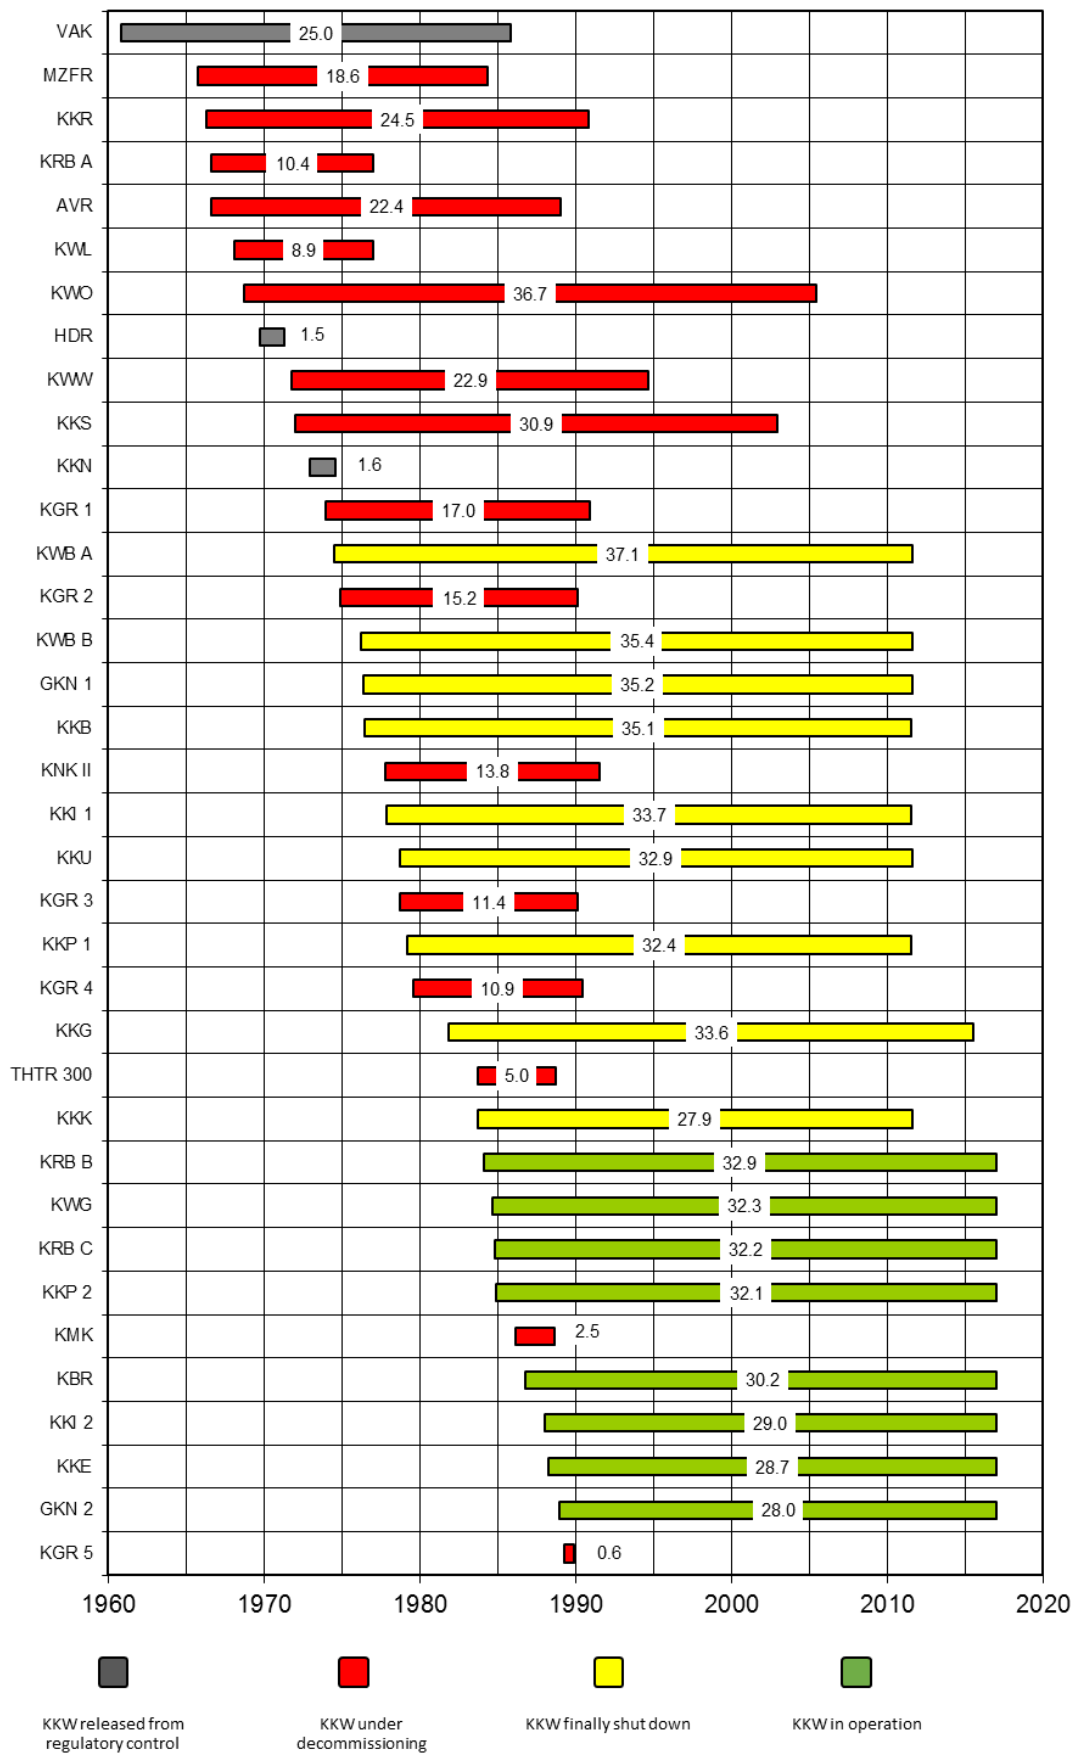 VAK 25.0
MZFR 18.6
KKR 24.5
KRB A 10.4
AVR 22.4
KWL 8.9
KWO 36.7
HDR 1.5
KWW 22.9
KKS 30.9
KKN 1.6
KGR 1 17.0
KWB A 37.1
KGR 2 15.2
KWB B 35.4
GKN 1 35.2
KKB 35.1
KNK II 13.8
KKI 1 33.7
KKU 32.9
KGR 3 11.4
KKP 1 32.4
KGR 4 10.9
KKG 33.6
THTR 300 5.0
KKK 27.9
KRB B 32.9
KWG 32.3
KRB C 32.2
KKP 2 32.1
KMK 2.5
KBR 30.2
KKI 2 29.0
KKE 28.7
GKN 2 28.0
KGR 5 0.6
1960 1970 1980 1990 2000 2010 2020
KKW released from
regulatory control
KKW under
decommissioning
KKW finally shut down
KKW in operation